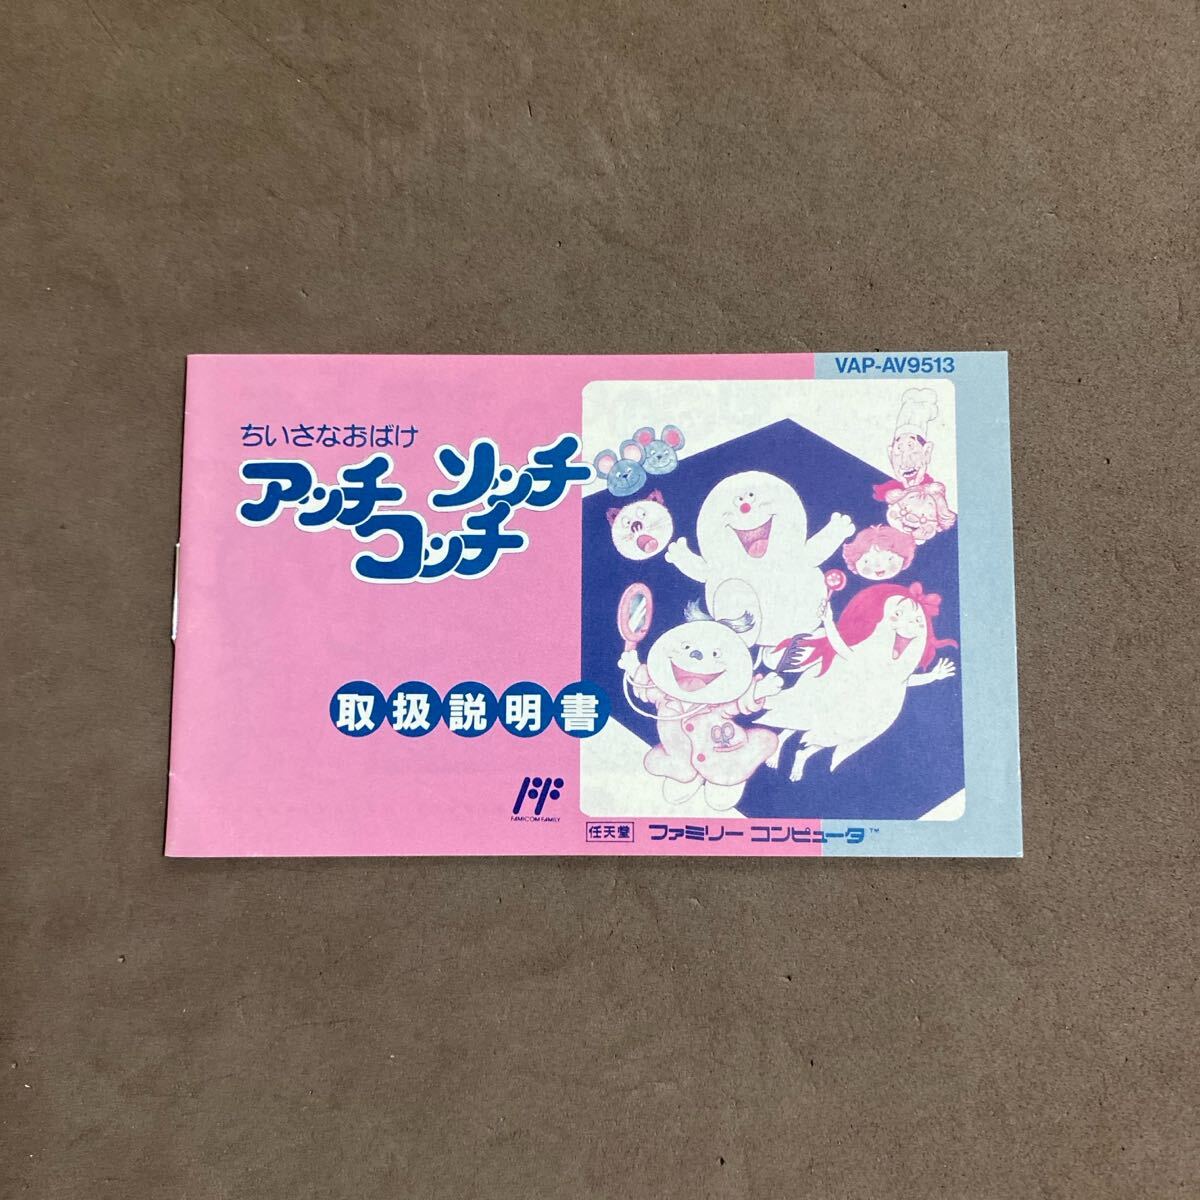 VAP-AV9513
ちいさなおばけ
アッチ ソッチ
コッチ
取扱説明書
FAMICOM FAMILY
任天堂 ファミリー コンピュータ™